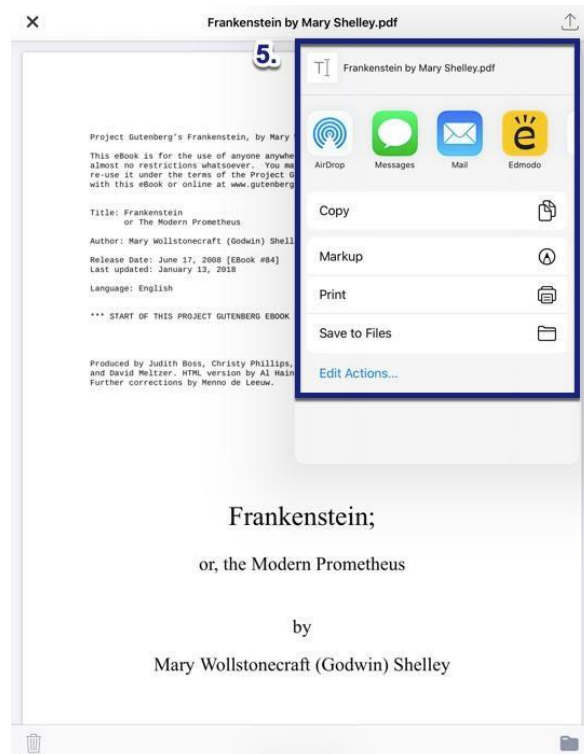 Frankenstein by Mary Shelley.pdf
5.
Frankenstein by Mary Shelley.pdf
AirDrop
Messages
Mail
ë
Edmodo
Copy
Markup
Print
Save to Files
Edit Actions...
Project Gutenberg's Frankenstein, by Mary
This eBook is for the use of anyone anywhe
almost no restrictions whatsoever. You ma
re-use it under the terms of the Project G
with this eBook or online at www.gutenberg
Title: Frankenstein
or The Modern Prometheus
Author: Mary Wollstonecraft (Godwin) Shell
Release Date: June 17, 2008 [EBook #84]
Last updated: January 13, 2018
Language: English
*** START OF THIS PROJECT GUTENBERG EBOOK
Produced by Judith Boss, Christy Phillips,
and David Meltzer. HTML version by Al Hain
Further corrections by Menno de Leeuw.
Frankenstein;
or, the Modern Prometheus
by
Mary Wollstonecraft (Godwin) Shelley